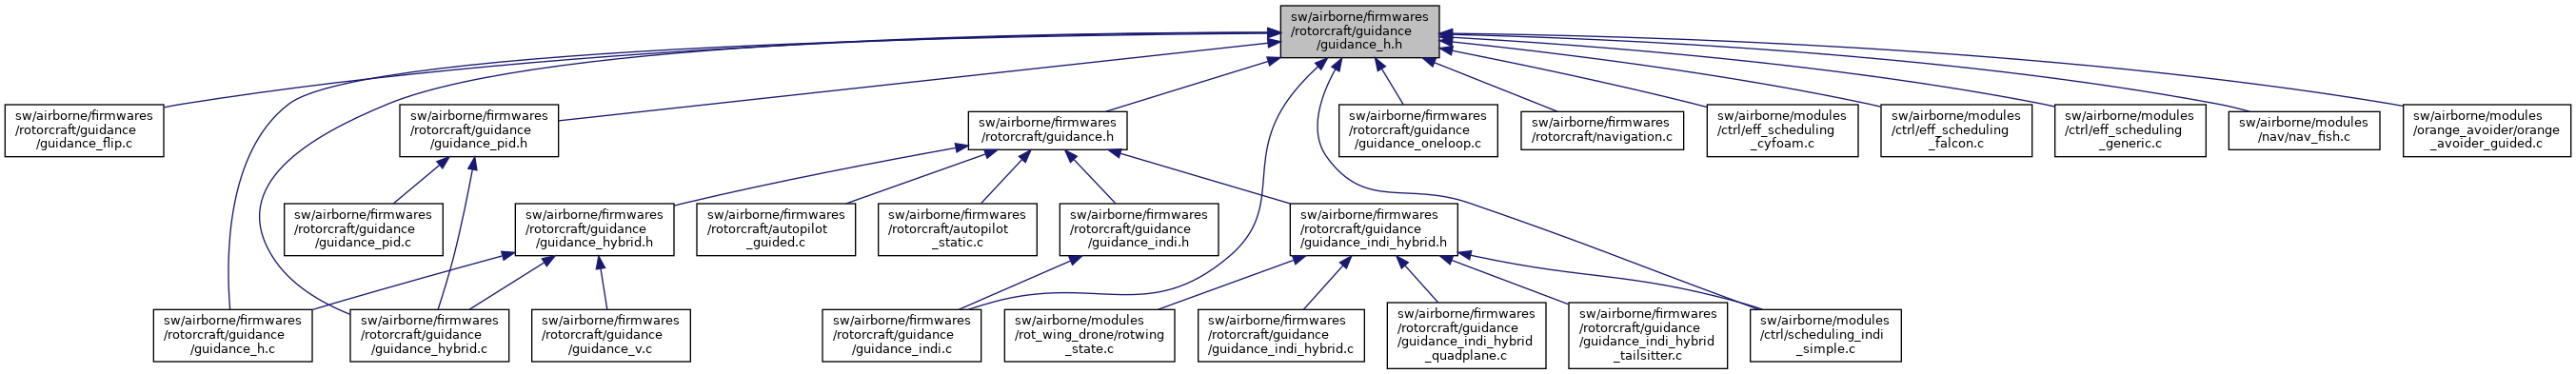 sw/airborne/firmwares
/rotorcraft/guidance
/guidance_h.h
sw/airborne/firmwares
/rotorcraft/guidance
/guidance_flip.c
sw/airborne/firmwares
/rotorcraft/guidance
/guidance_pid.h
sw/airborne/firmwares
/rotorcraft/guidance.h
sw/airborne/firmwares
/rotorcraft/guidance
/guidance_oneloop.c
sw/airborne/firmwares
/rotorcraft/navigation.c
sw/airborne/modules
/ctrl/eff_scheduling
_cyfoam.c
sw/airborne/modules
/ctrl/eff_scheduling
_falcon.c
sw/airborne/modules
/ctrl/eff_scheduling
_generic.c
sw/airborne/modules
/nav/nav_fish.c
sw/airborne/modules
/orange_avoider/orange
_avoider_guided.c
sw/airborne/firmwares
/rotorcraft/guidance
/guidance_pid.c
sw/airborne/firmwares
/rotorcraft/guidance
/guidance_hybrid.h
sw/airborne/firmwares
/rotorcraft/autopilot
_guided.c
sw/airborne/firmwares
/rotorcraft/autopilot
_static.c
sw/airborne/firmwares
/rotorcraft/guidance
/guidance_indi.h
sw/airborne/firmwares
/rotorcraft/guidance
/guidance_indi_hybrid.h
sw/airborne/firmwares
/rotorcraft/guidance
/guidance_h.c
sw/airborne/firmwares
/rotorcraft/guidance
/guidance_hybrid.c
sw/airborne/firmwares
/rotorcraft/guidance
/guidance_v.c
sw/airborne/firmwares
/rotorcraft/guidance
/guidance_indi.c
sw/airborne/modules
/rot_wing_drone/rotwing
_state.c
sw/airborne/firmwares
/rotorcraft/guidance
/guidance_indi_hybrid.c
sw/airborne/firmwares
/rotorcraft/guidance
/guidance_indi_hybrid
_quadplane.c
sw/airborne/firmwares
/rotorcraft/guidance
/guidance_indi_hybrid
_tailsitter.c
sw/airborne/modules
/ctrl/scheduling_indi
_simple.c